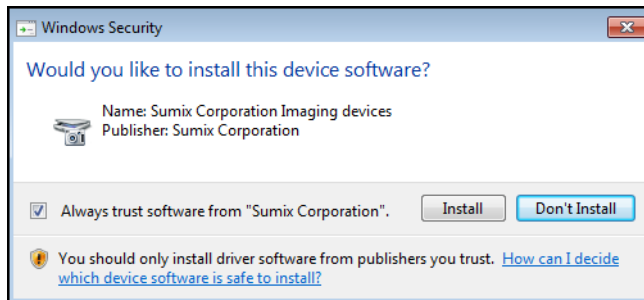 Windows Security
Would you like to install this device software?
Name: Sumix Corporation Imaging devices
Publisher: Sumix Corporation
Always trust software from "Sumix Corporation".
Install
Don't Install
You should only install driver software from publishers you trust. How can I decide
which device software is safe to install?